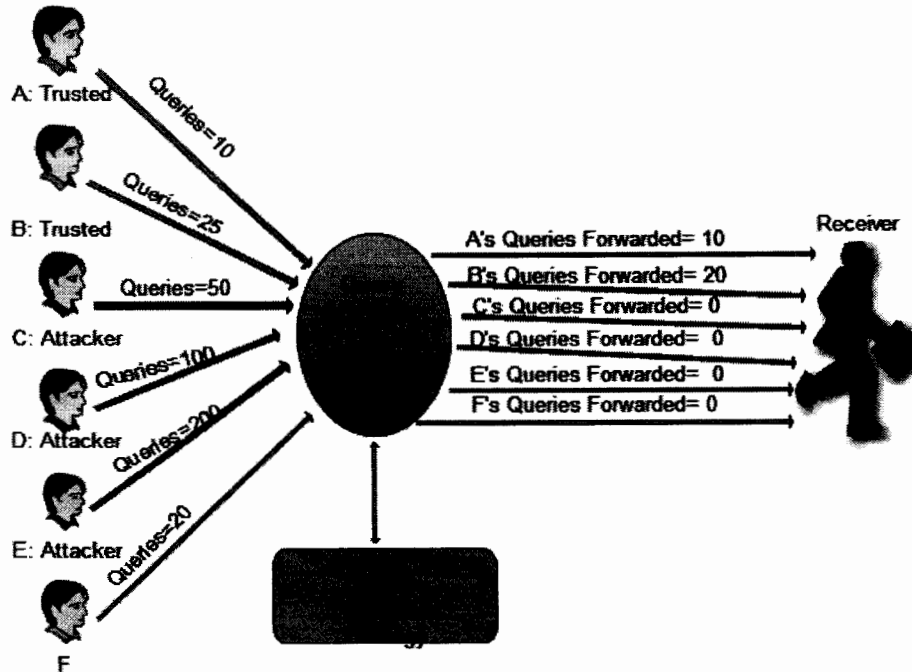 A: Trusted
Queries=10
B: Trusted
Queries=25
C: Attacker
Queries=50
D: Attacker
Queries=100
E: Attacker
Queries=200
F
Queries=20
A's Queries Forwarded= 10
B's Queries Forwarded= 20
C's Queries Forwarded= 0
D's Queries Forwarded= 0
E's Queries Forwarded= 0
F's Queries Forwarded= 0
Receiver